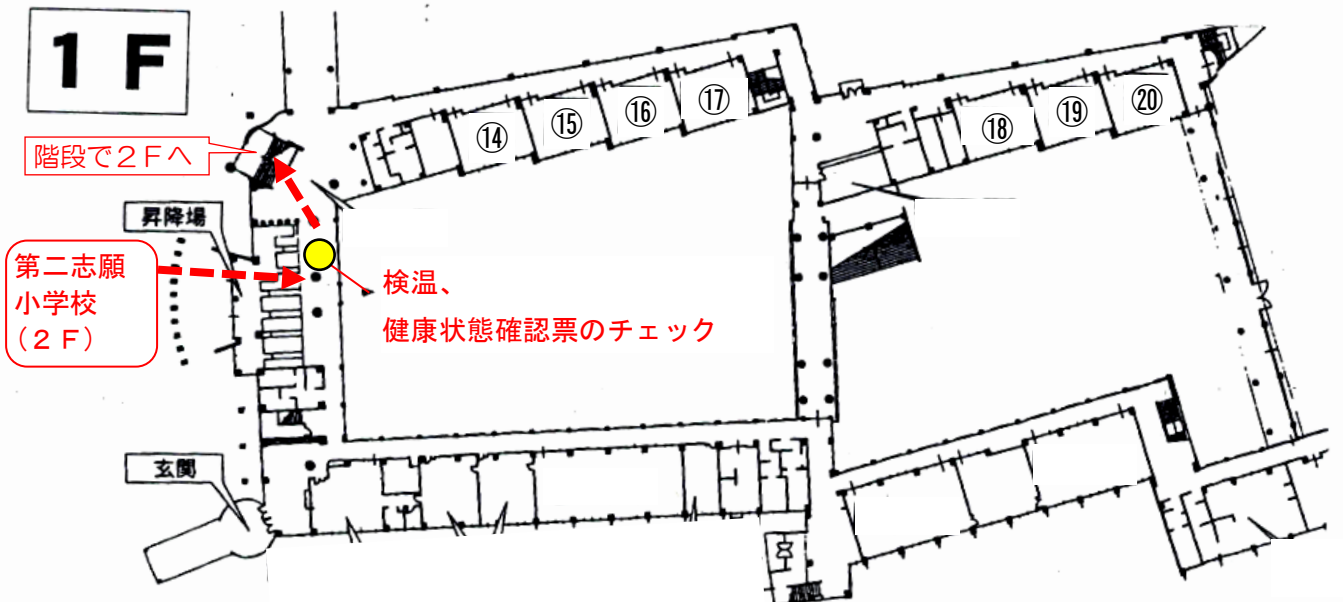 １Ｆ
階段で２Ｆへ
昇降場
第二志願
小学校
（２Ｆ）
検温、
健康状態確認票のチェック
玄関
⑭
⑮
⑯
⑰
⑱
⑲
⑳